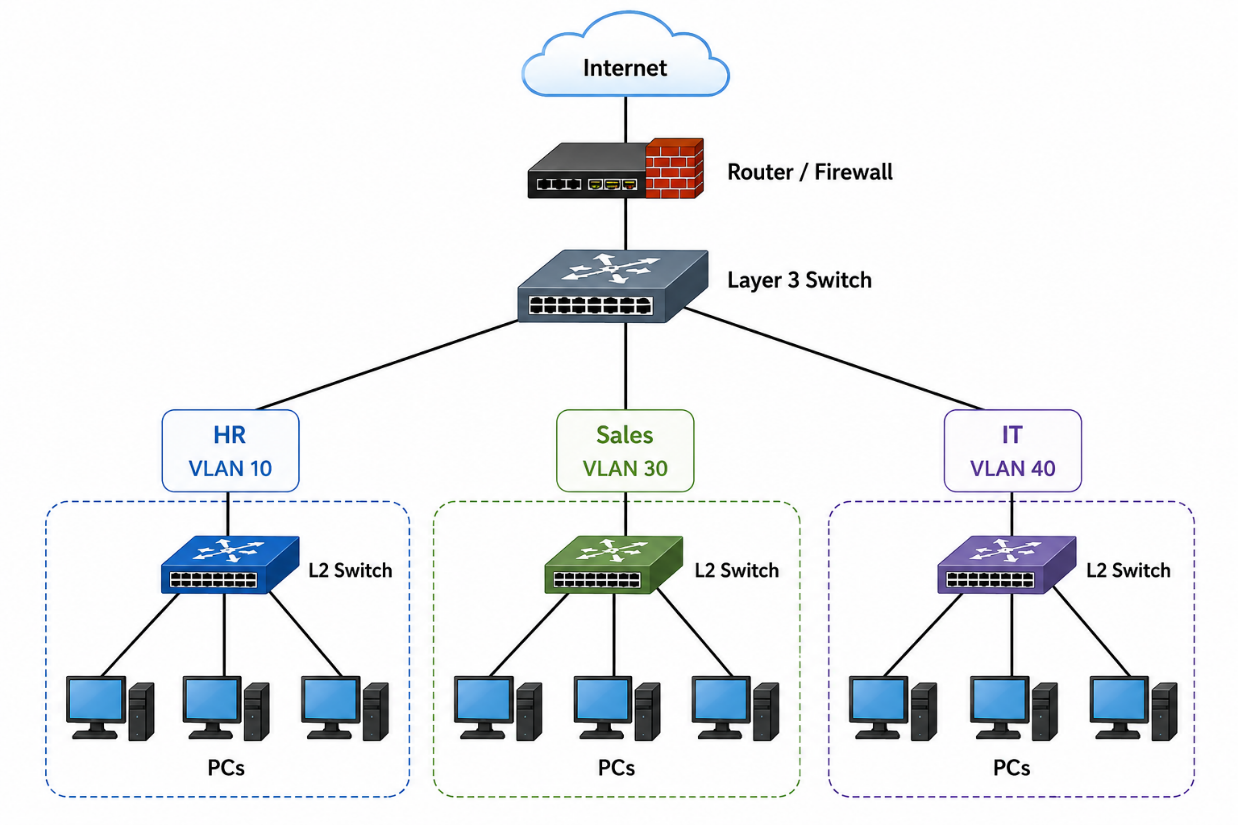 Internet
Router / Firewall
Layer 3 Switch
HR
VLAN 10
Sales
VLAN 30
IT
VLAN 40
L2 Switch
L2 Switch
L2 Switch
PCs
PCs
PCs